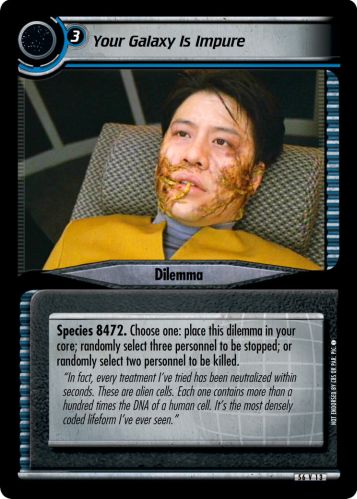 3
Your Galaxy Is Impure
Dilemma
Species 8472. Choose one: place this dilemma in
your core; randomly select three personnel to be stopped; or
randomly select two personnel to be killed.
"In fact, every treatment I've tried has been neutralized within
seconds. These are alien cells. Each one contains more than a
hundred times the DNA of a human cell. It's the most densely
coded lifeform I've ever seen."
NOT ENDORSED BY CBS OR PAR. PIC.
56 V 13